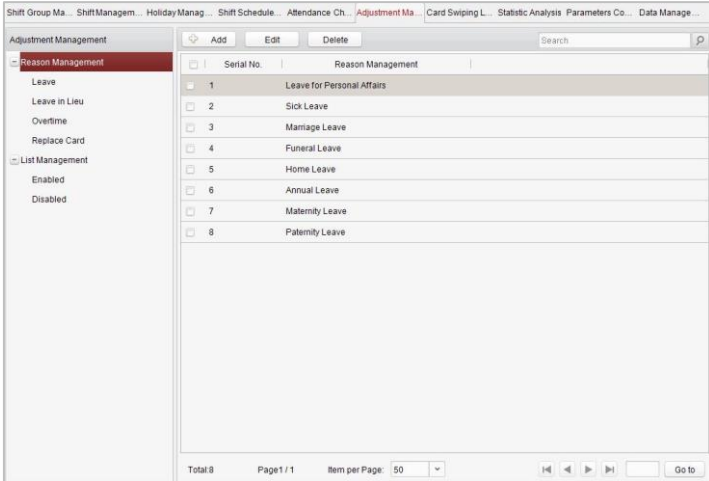 Shift Group Ma... ShiftManagem... Holiday Manag... Shift Schedule... Attendance Ch... Adjustment Ma... Card Swiping L... Statistic Analysis Parameters Co... Data Manage...
Adjustment Management
Add Edit Delete Search
Reason Management
Leave
Leave in Lieu
Overtime
Replace Card
List Management
Enabled
Disabled
Serial No. Reason Management
1 Leave for Personal Affairs
2 Sick Leave
3 Marriage Leave
4 Funeral Leave
5 Home Leave
6 Annual Leave
7 Maternity Leave
8 Paternity Leave
Total:8 Page1 / 1 Item per Page: 50 Go to